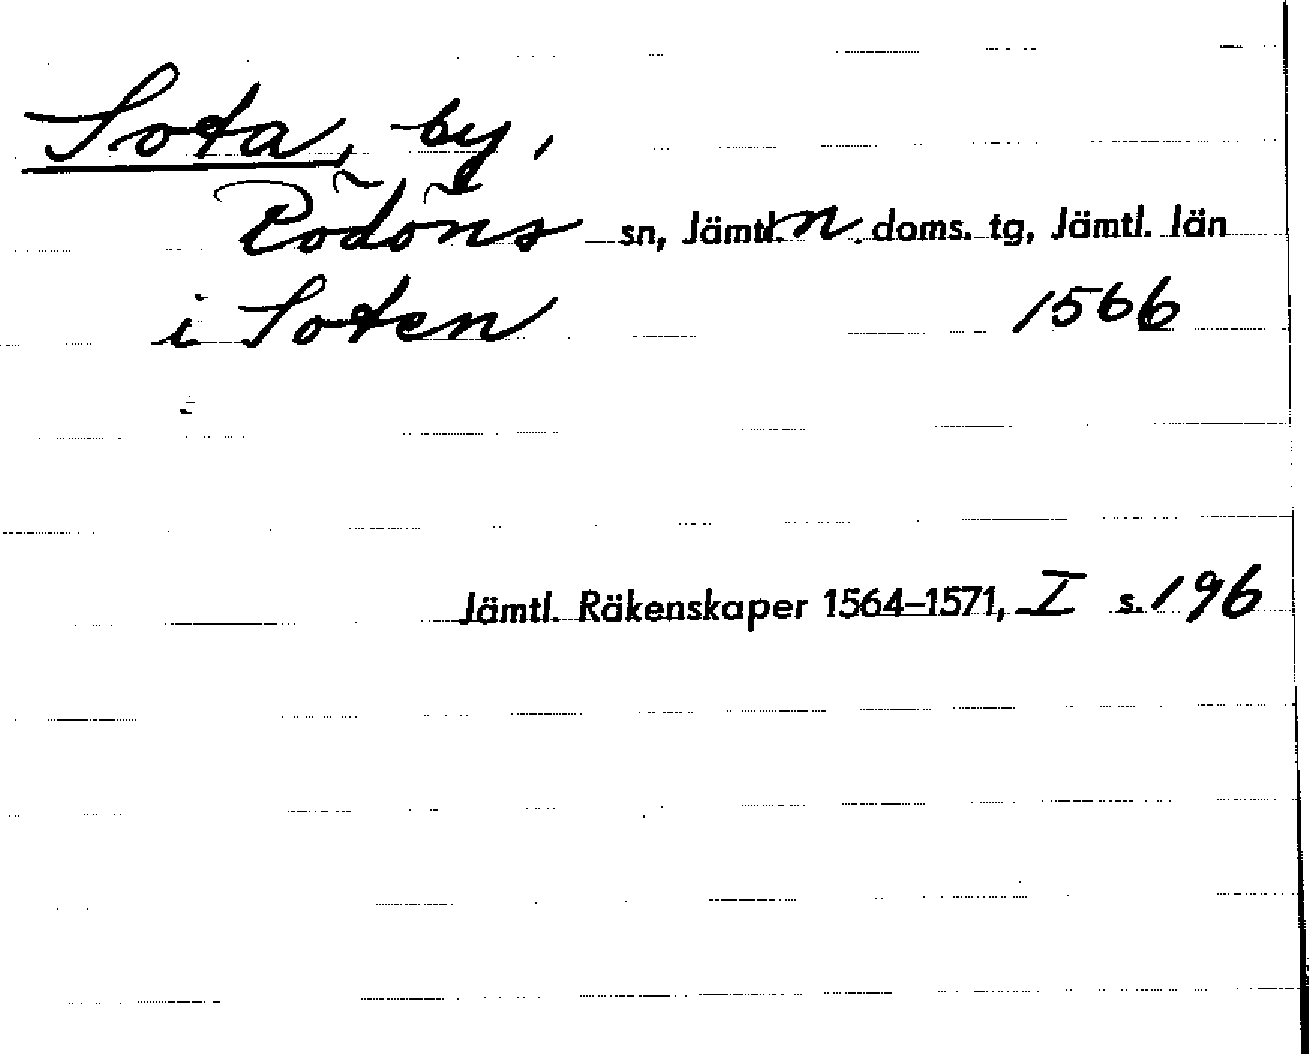 Sota, by,
Rödöns sn, Jämtl. n. doms. tg, Jämtl. län
i Soten 1566
Jämtl. Räkenskaper 1564–1571, I s. 196